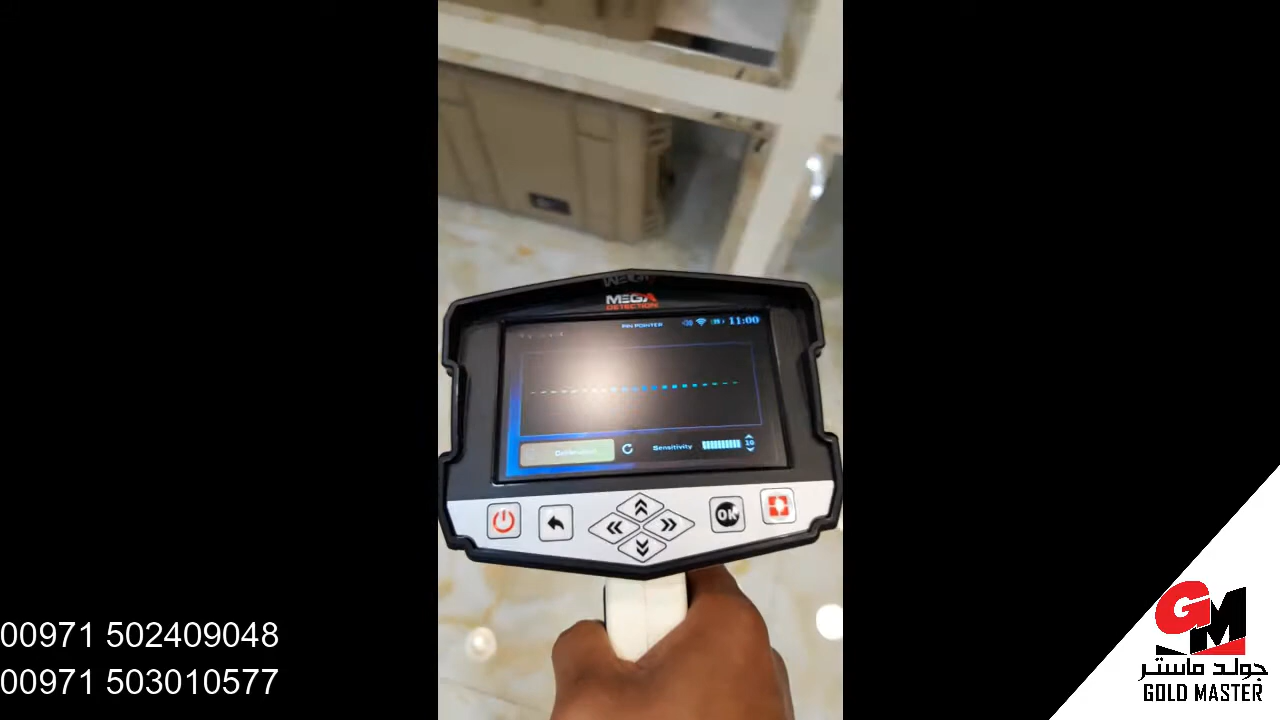 MEGA
DETECTION
PIN POINTER
11:00
Sensitivity
10
OK
00971 502409048
00971 503010577
GM
جولد ماستر
GOLD MASTER